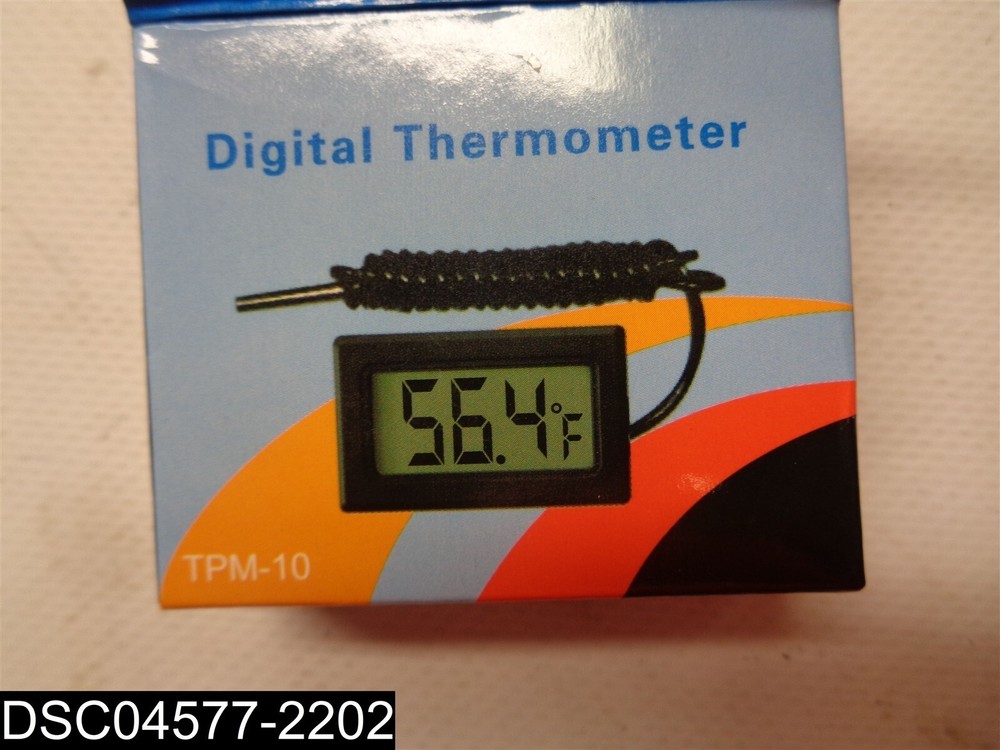 Digital Thermometer
56.4°F
TPM-10
DSC04577-2202